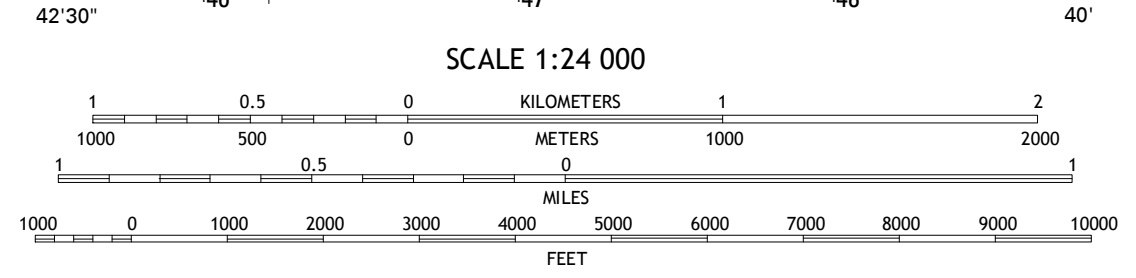 42'30" 47 40'
SCALE 1:24 000
1 0.5 0 KILOMETERS 1 2
1000 500 0 METERS 1000 2000
1 0.5 0 1
MILES
1000 0 1000 2000 3000 4000 5000 6000 7000 8000 9000 10000
FEET